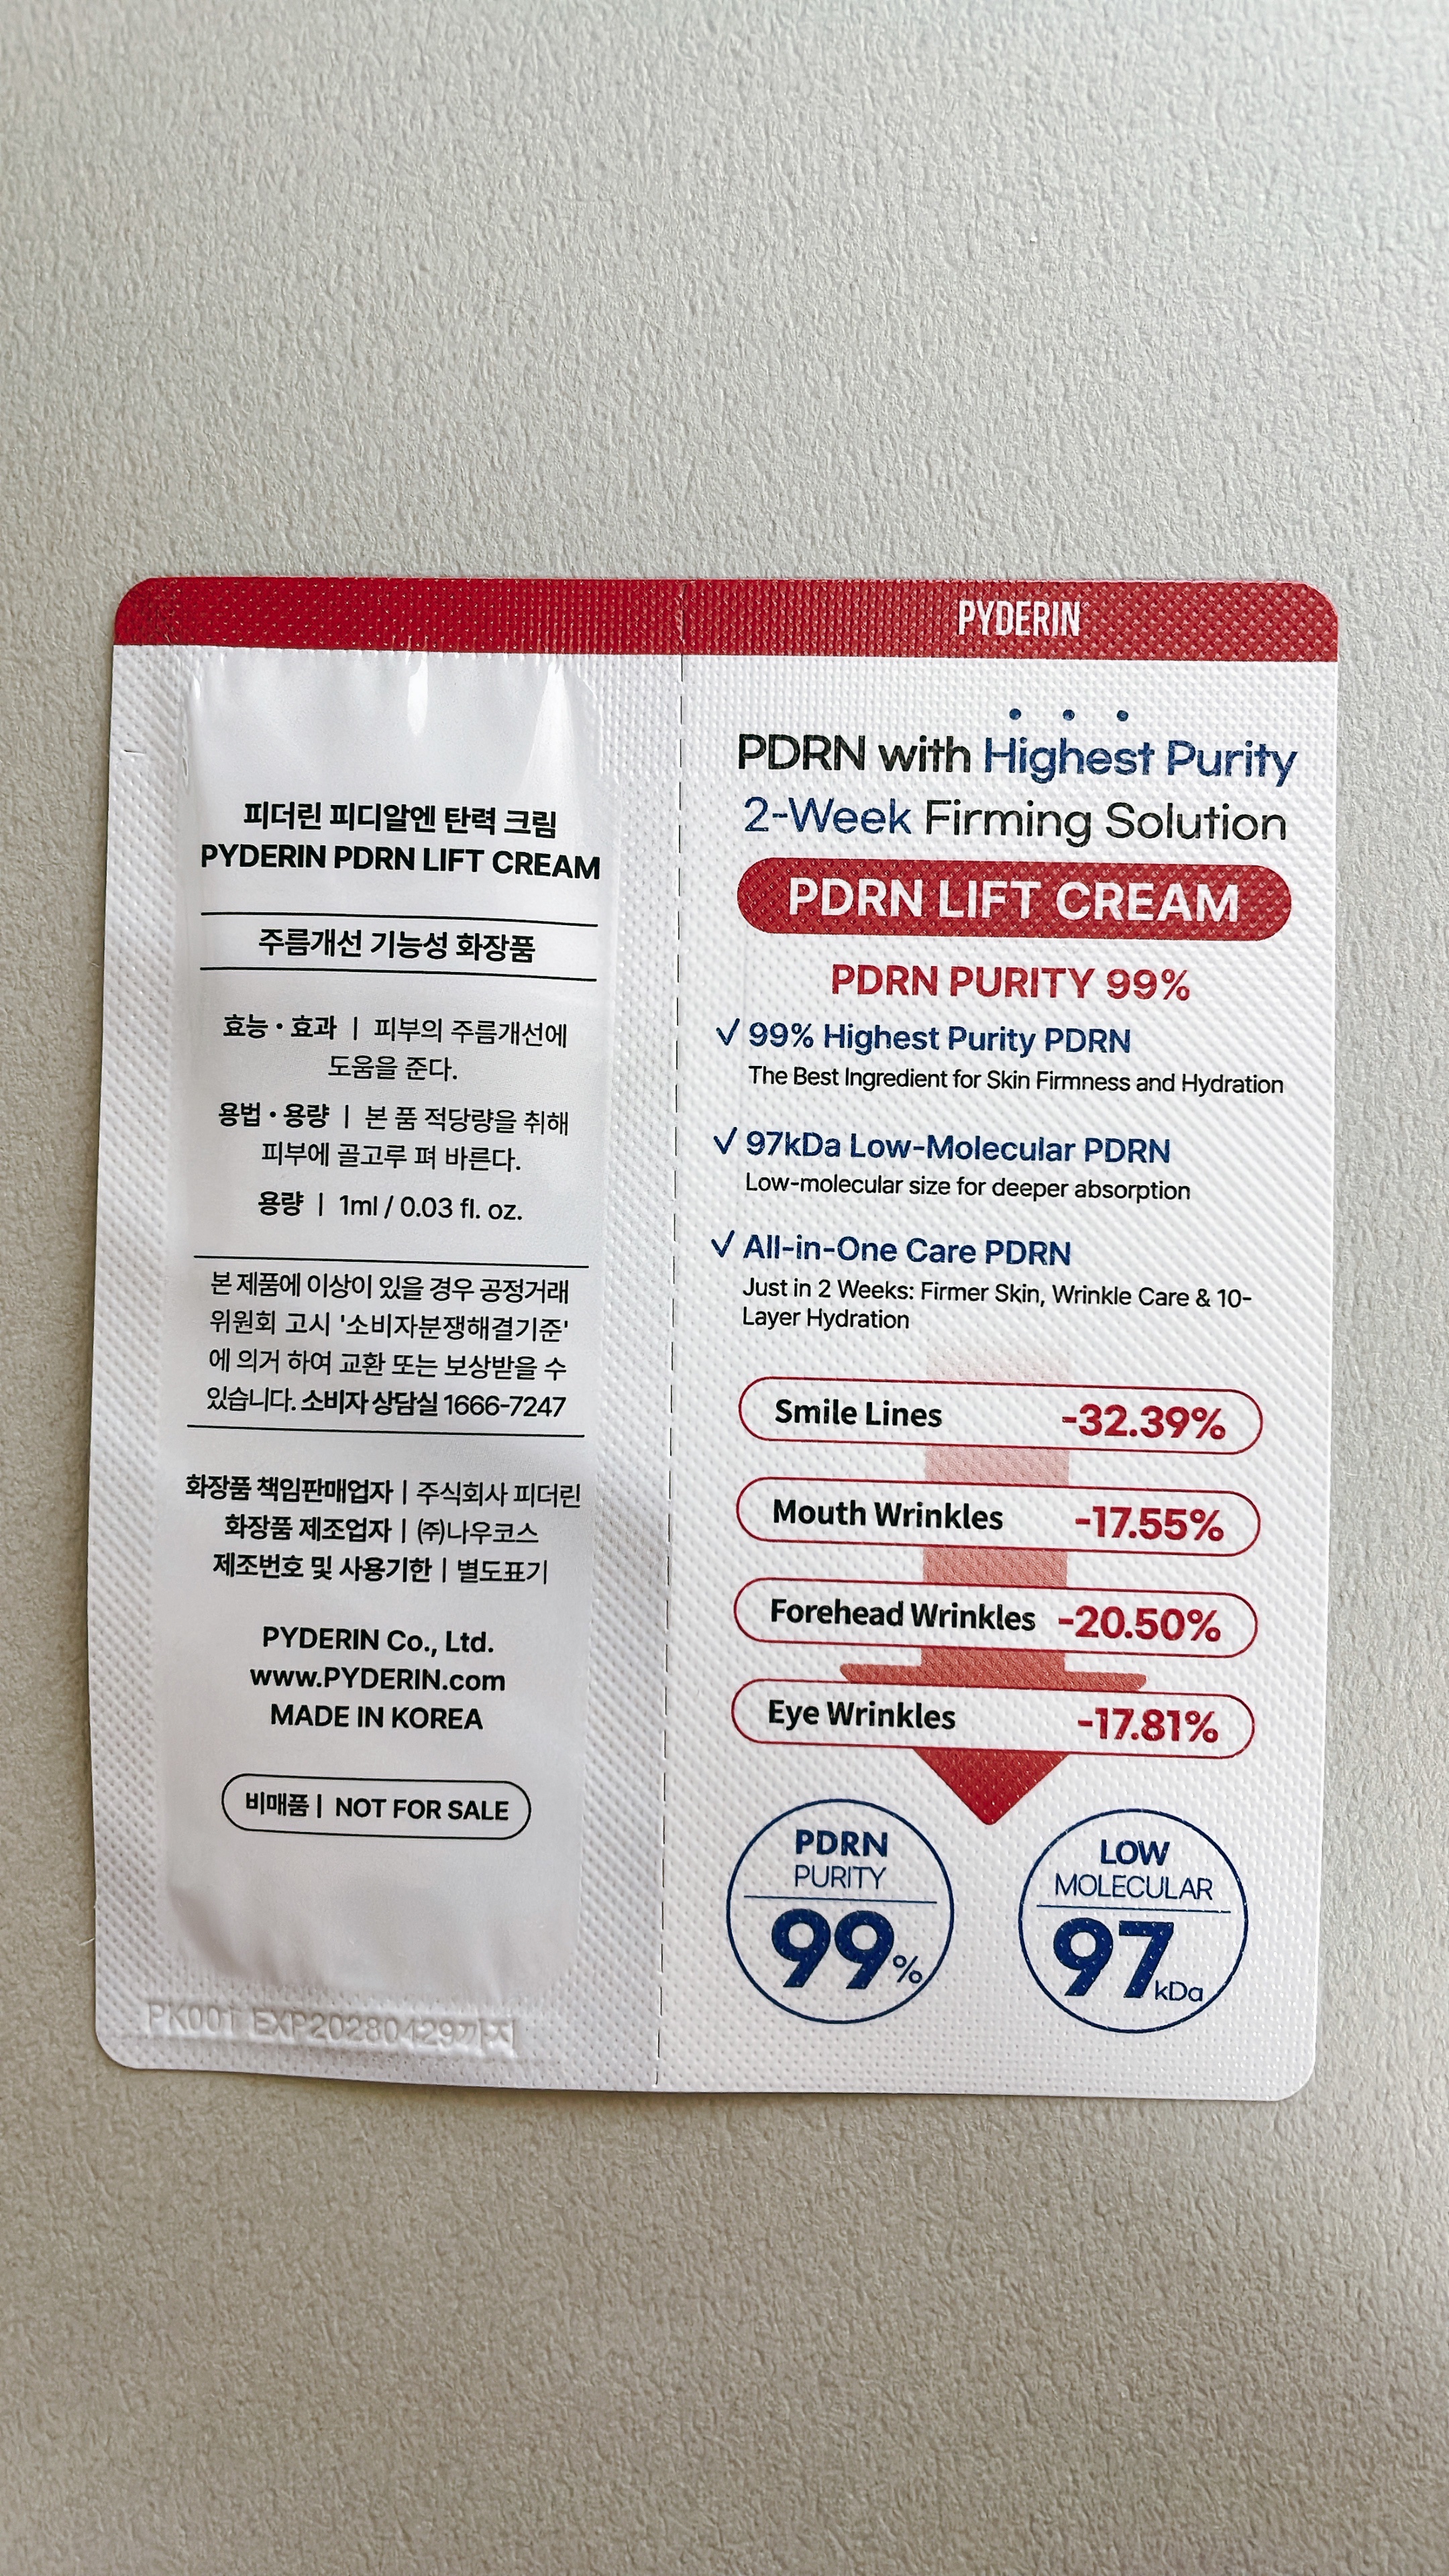 피더린 피디알엔 탄력 크림
PYDERIN PDRN LIFT CREAM
주름개선 기능성 화장품
효능 • 효과 | 피부의 주름개선에
도움을 준다.
용법 • 용량 | 본 품 적당량을 취해
피부에 골고루 펴 바른다.
용량 | 1ml / 0.03 fl. oz.
본 제품에 이상이 있을 경우 공정거래
위원회 고시 '소비자분쟁해결기준'
에 의거 하여 교환 또는 보상받을 수
있습니다. 소비자 상담실 1666-7247
화장품 책임판매업자 | 주식회사 피더린
화장품 제조업자 | ㈜나우코스
제조번호 및 사용기한 | 별도표기
PYDERIN Co., Ltd.
www.PYDERIN.com
MADE IN KOREA
비매품 | NOT FOR SALE
PK001 EXP20280429까지
PYDERIN
PDRN with Highest Purity
2-Week Firming Solution
PDRN LIFT CREAM
PDRN PURITY 99%
✓ 99% Highest Purity PDRN
The Best Ingredient for Skin Firmness and Hydration
✓ 97kDa Low-Molecular PDRN
Low-molecular size for deeper absorption
✓ All-in-One Care PDRN
Just in 2 Weeks: Firmer Skin, Wrinkle Care & 10-
Layer Hydration
Smile Lines -32.39%
Mouth Wrinkles -17.55%
Forehead Wrinkles -20.50%
Eye Wrinkles -17.81%
PDRN
PURITY
99%
LOW
MOLECULAR
97kDa